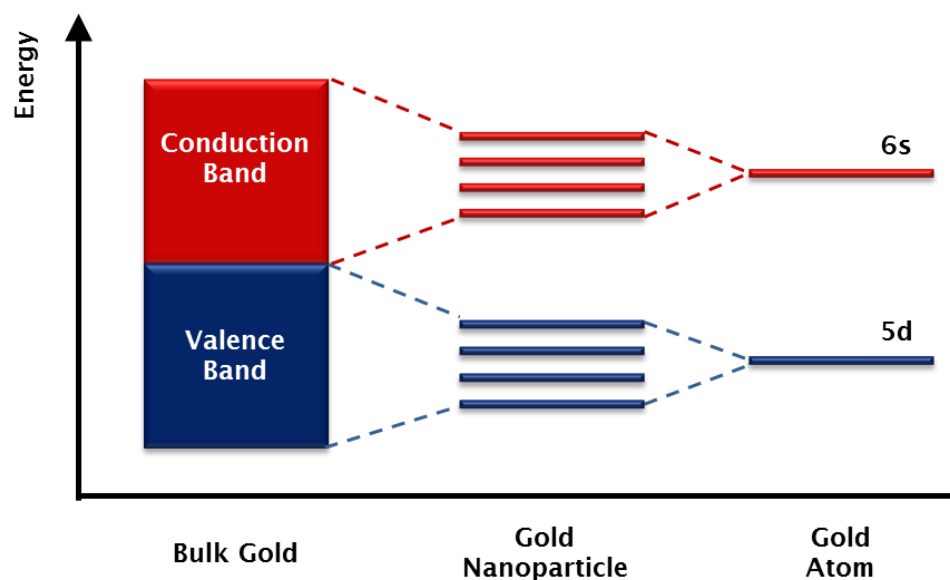 Energy
Conduction
Band
6s
Valence
Band
5d
Bulk Gold
Gold
Nanoparticle
Gold
Atom